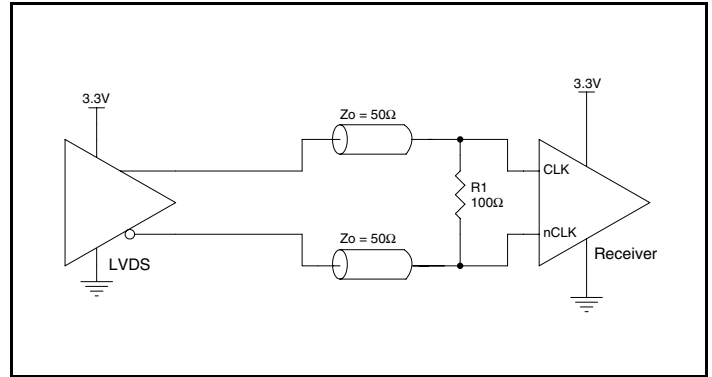 3.3V
3.3V
Zo = 50Ω
CLK
R1
100Ω
nCLK
Zo = 50Ω
Receiver
LVDS